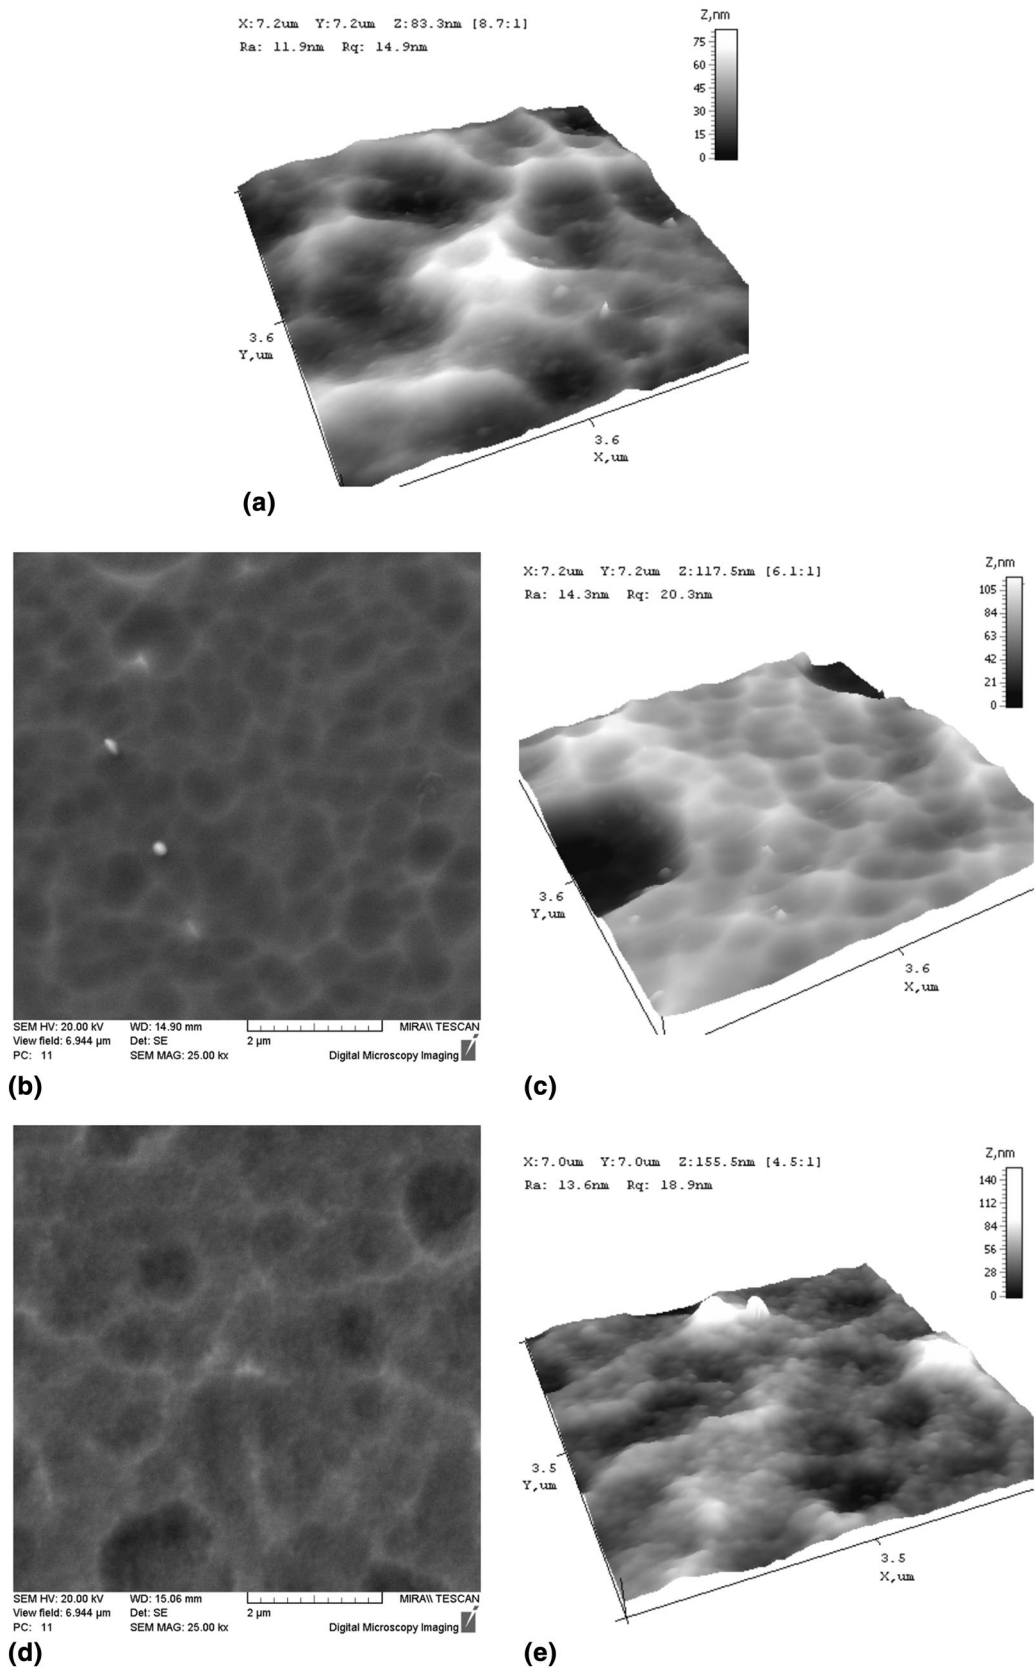 X:7.2um Y:7.2um Z:83.3nm [8.7:1]
Ra: 11.9nm Rq: 14.9nm
Z,nm
75
60
45
30
15
0
3.6
Y,um
3.6
X,um
(a)
X:7.2um Y:7.2um Z:117.5nm [6.1:1]
Ra: 14.3nm Rq: 20.3nm
Z,nm
105
84
63
42
21
0
3.6
Y,um
3.6
X,um
SEM HV: 20.00 kV WD: 14.90 mm MIRA\\ TESCAN
View field: 6.944 µm Det: SE 2 µm
PC: 11 SEM MAG: 25.00 kx Digital Microscopy Imaging
(b)
(c)
X:7.0um Y:7.0um Z:155.5nm [4.5:1]
Ra: 13.6nm Rq: 18.9nm
Z,nm
140
112
84
56
28
0
3.5
Y,um
3.5
X,um
SEM HV: 20.00 kV WD: 15.06 mm MIRA\\ TESCAN
View field: 6.944 µm Det: SE 2 µm
PC: 11 SEM MAG: 25.00 kx Digital Microscopy Imaging
(d)
(e)